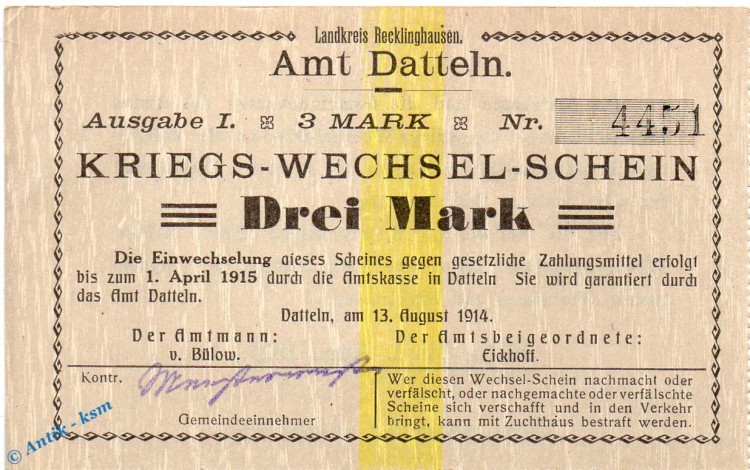 Landkreis Recklinghausen.
Amt Datteln.
Ausgabe I. 3 MARK Nr. 4451
KRIEGS-WECHSEL-SCHEIN
Drei Mark
Die Einwechselung dieses Scheines gegen gesetzliche Zahlungsmittel erfolgt
bis zum 1. April 1915 durch die Amtskasse in Datteln Sie wird garantiert durch
das Amt Datteln.
Datteln, am 13. August 1914.
Der Amtmann: Der Amtsbeigeordnete:
v. Bülow. Eickhoff.
Kontr.
Gemeindeeinnehmer
Wer diesen Wechsel-Schein nachmacht oder
verfälscht, oder nachgemachte oder verfälschte
Scheine sich verschafft und in den Verkehr
bringt, kann mit Zuchthaus bestraft werden.
© Antik - ksm